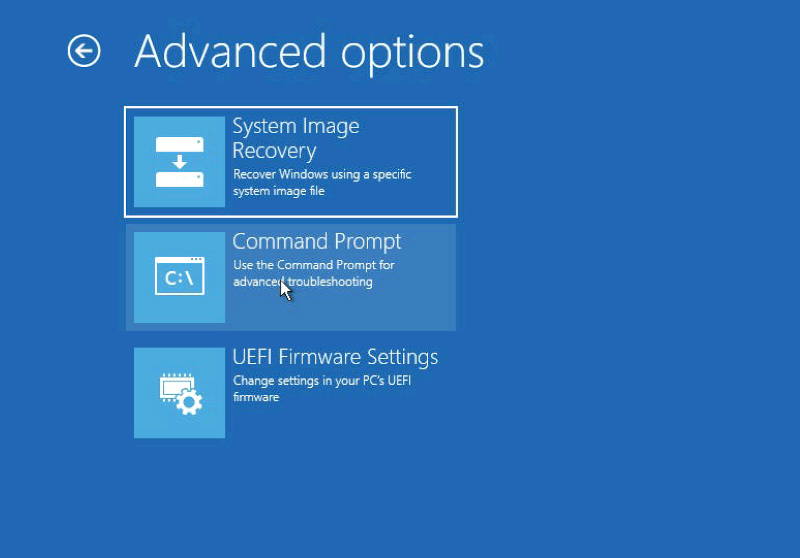 Advanced options
System Image
Recovery
Recover Windows using a specific
system image file
C:\
Command Prompt
Use the Command Prompt for
advanced troubleshooting
UEFI Firmware Settings
Change settings in your PC's UEFI
firmware